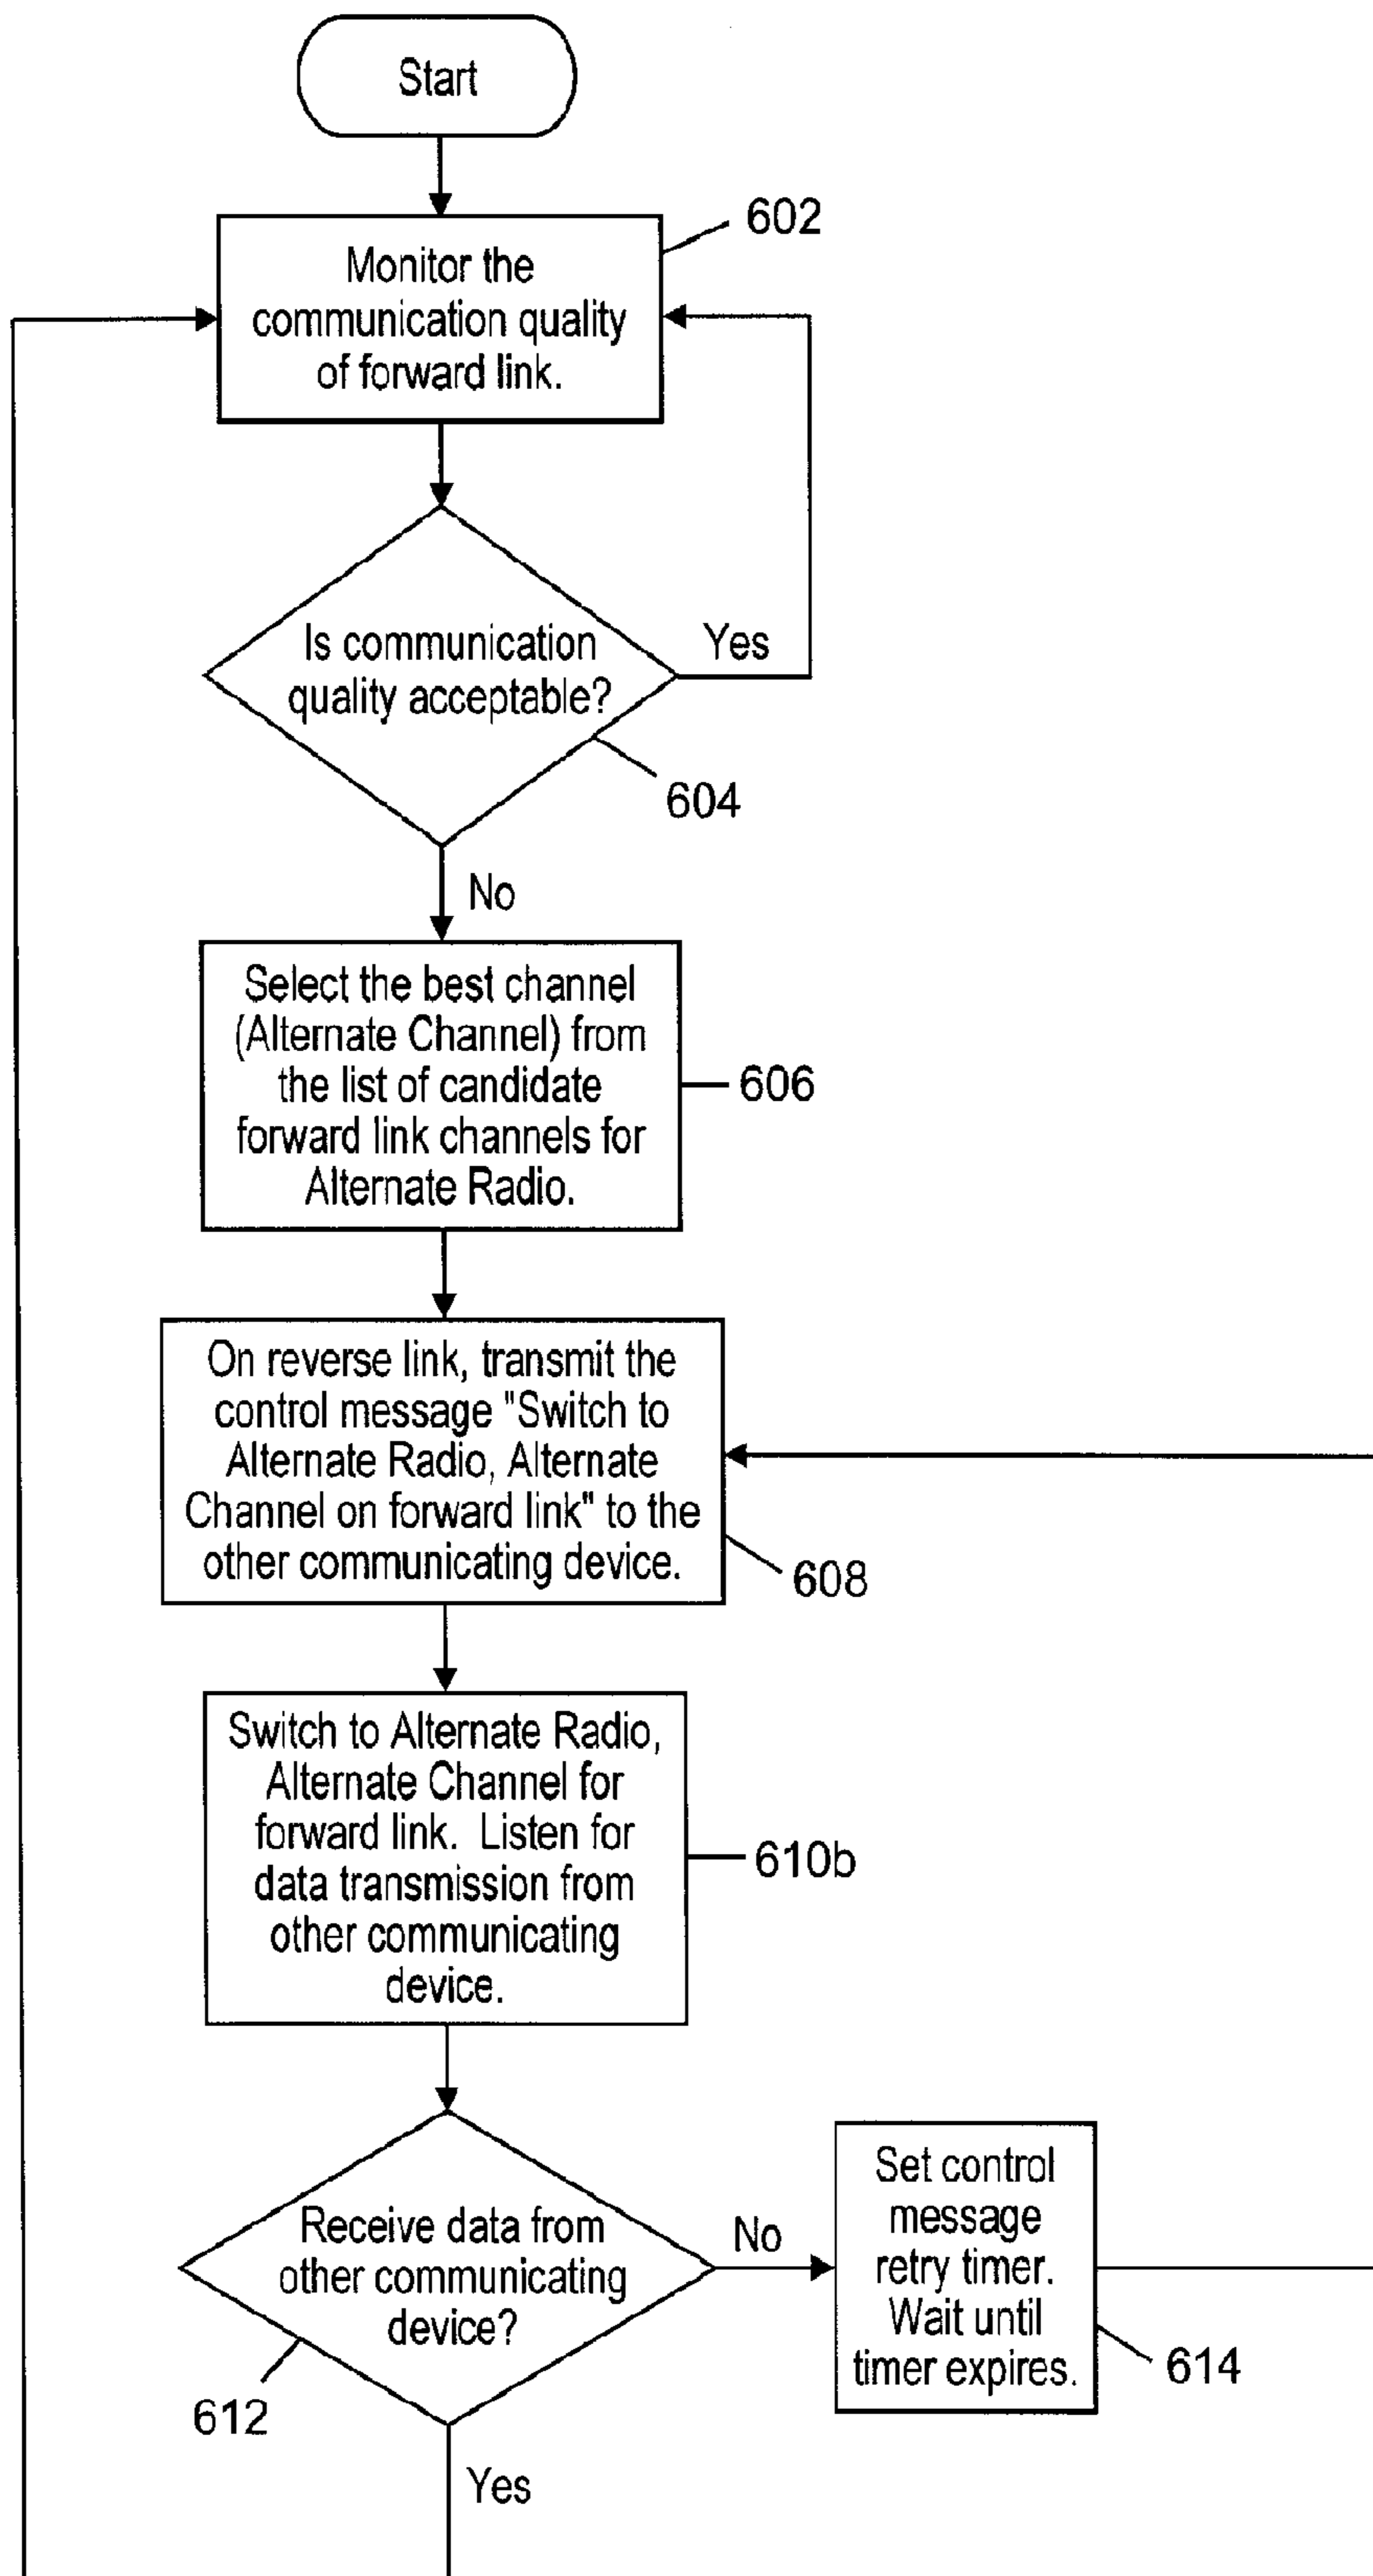 Start
602
Monitor the
communication quality
of forward link.
Is communication
quality acceptable?
Yes
604
No
Select the best channel
(Alternate Channel) from
the list of candidate
forward link channels for
Alternate Radio.
606
On reverse link, transmit the
control message "Switch to
Alternate Radio, Alternate
Channel on forward link" to the
other communicating device.
608
Switch to Alternate Radio,
Alternate Channel for
forward link. Listen for
data transmission from
other communicating
device.
610b
Receive data from
other communicating
device?
612
No
Set control
message
retry timer.
Wait until
timer expires.
614
Yes